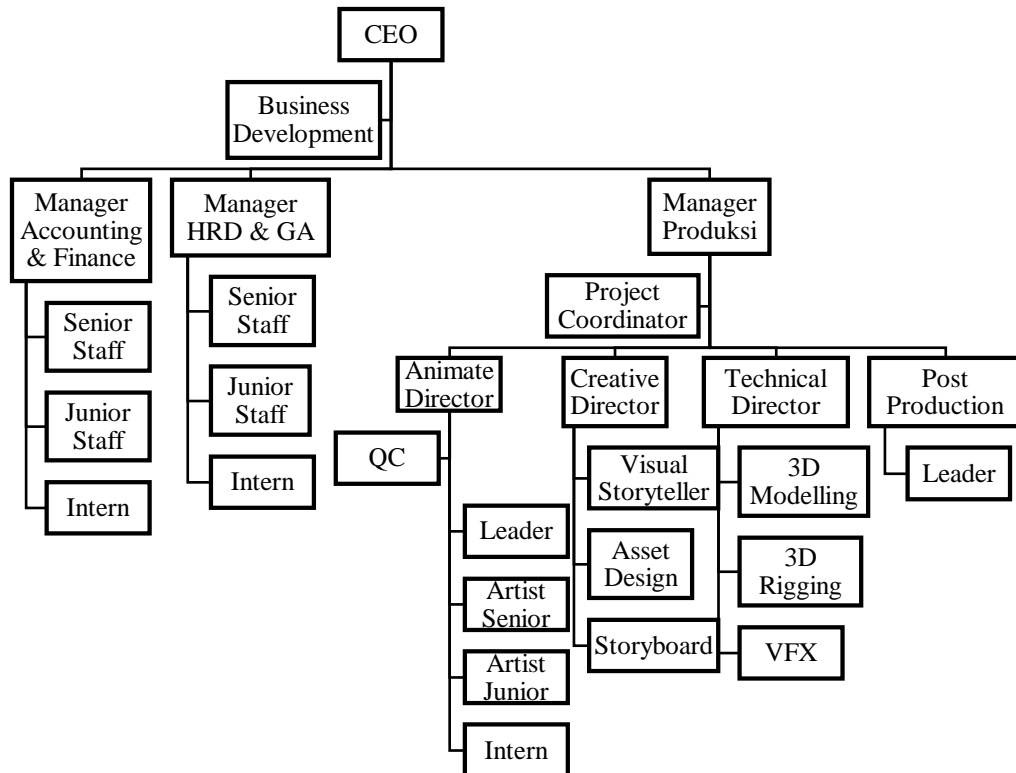 CEO
Business
Development
Manager
Accounting
& Finance
Manager
HRD & GA
Manager
Produksi
Senior
Staff
Junior
Staff
Intern
Senior
Staff
Junior
Staff
Intern
Project
Coordinator
Animate
Director
Creative
Director
Technical
Director
Post
Production
QC
Leader
Artist
Senior
Artist
Junior
Intern
Visual
Storyteller
Asset
Design
Storyboard
3D
Modelling
3D
Rigging
VFX
Leader